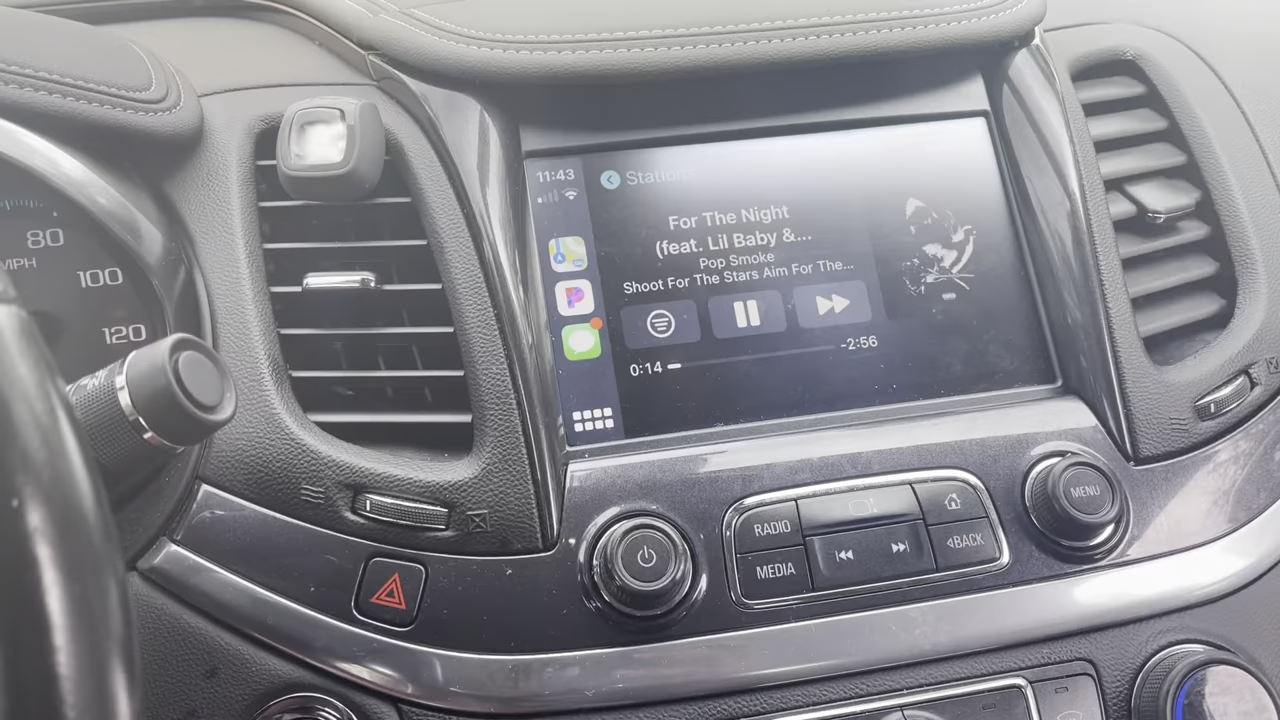 80
MPH
100
120
11:43
Stations
For The Night
(feat. Lil Baby &...
Pop Smoke
Shoot For The Stars Aim For The...
0:14
-2:56
RADIO
MEDIA
BACK
MENU